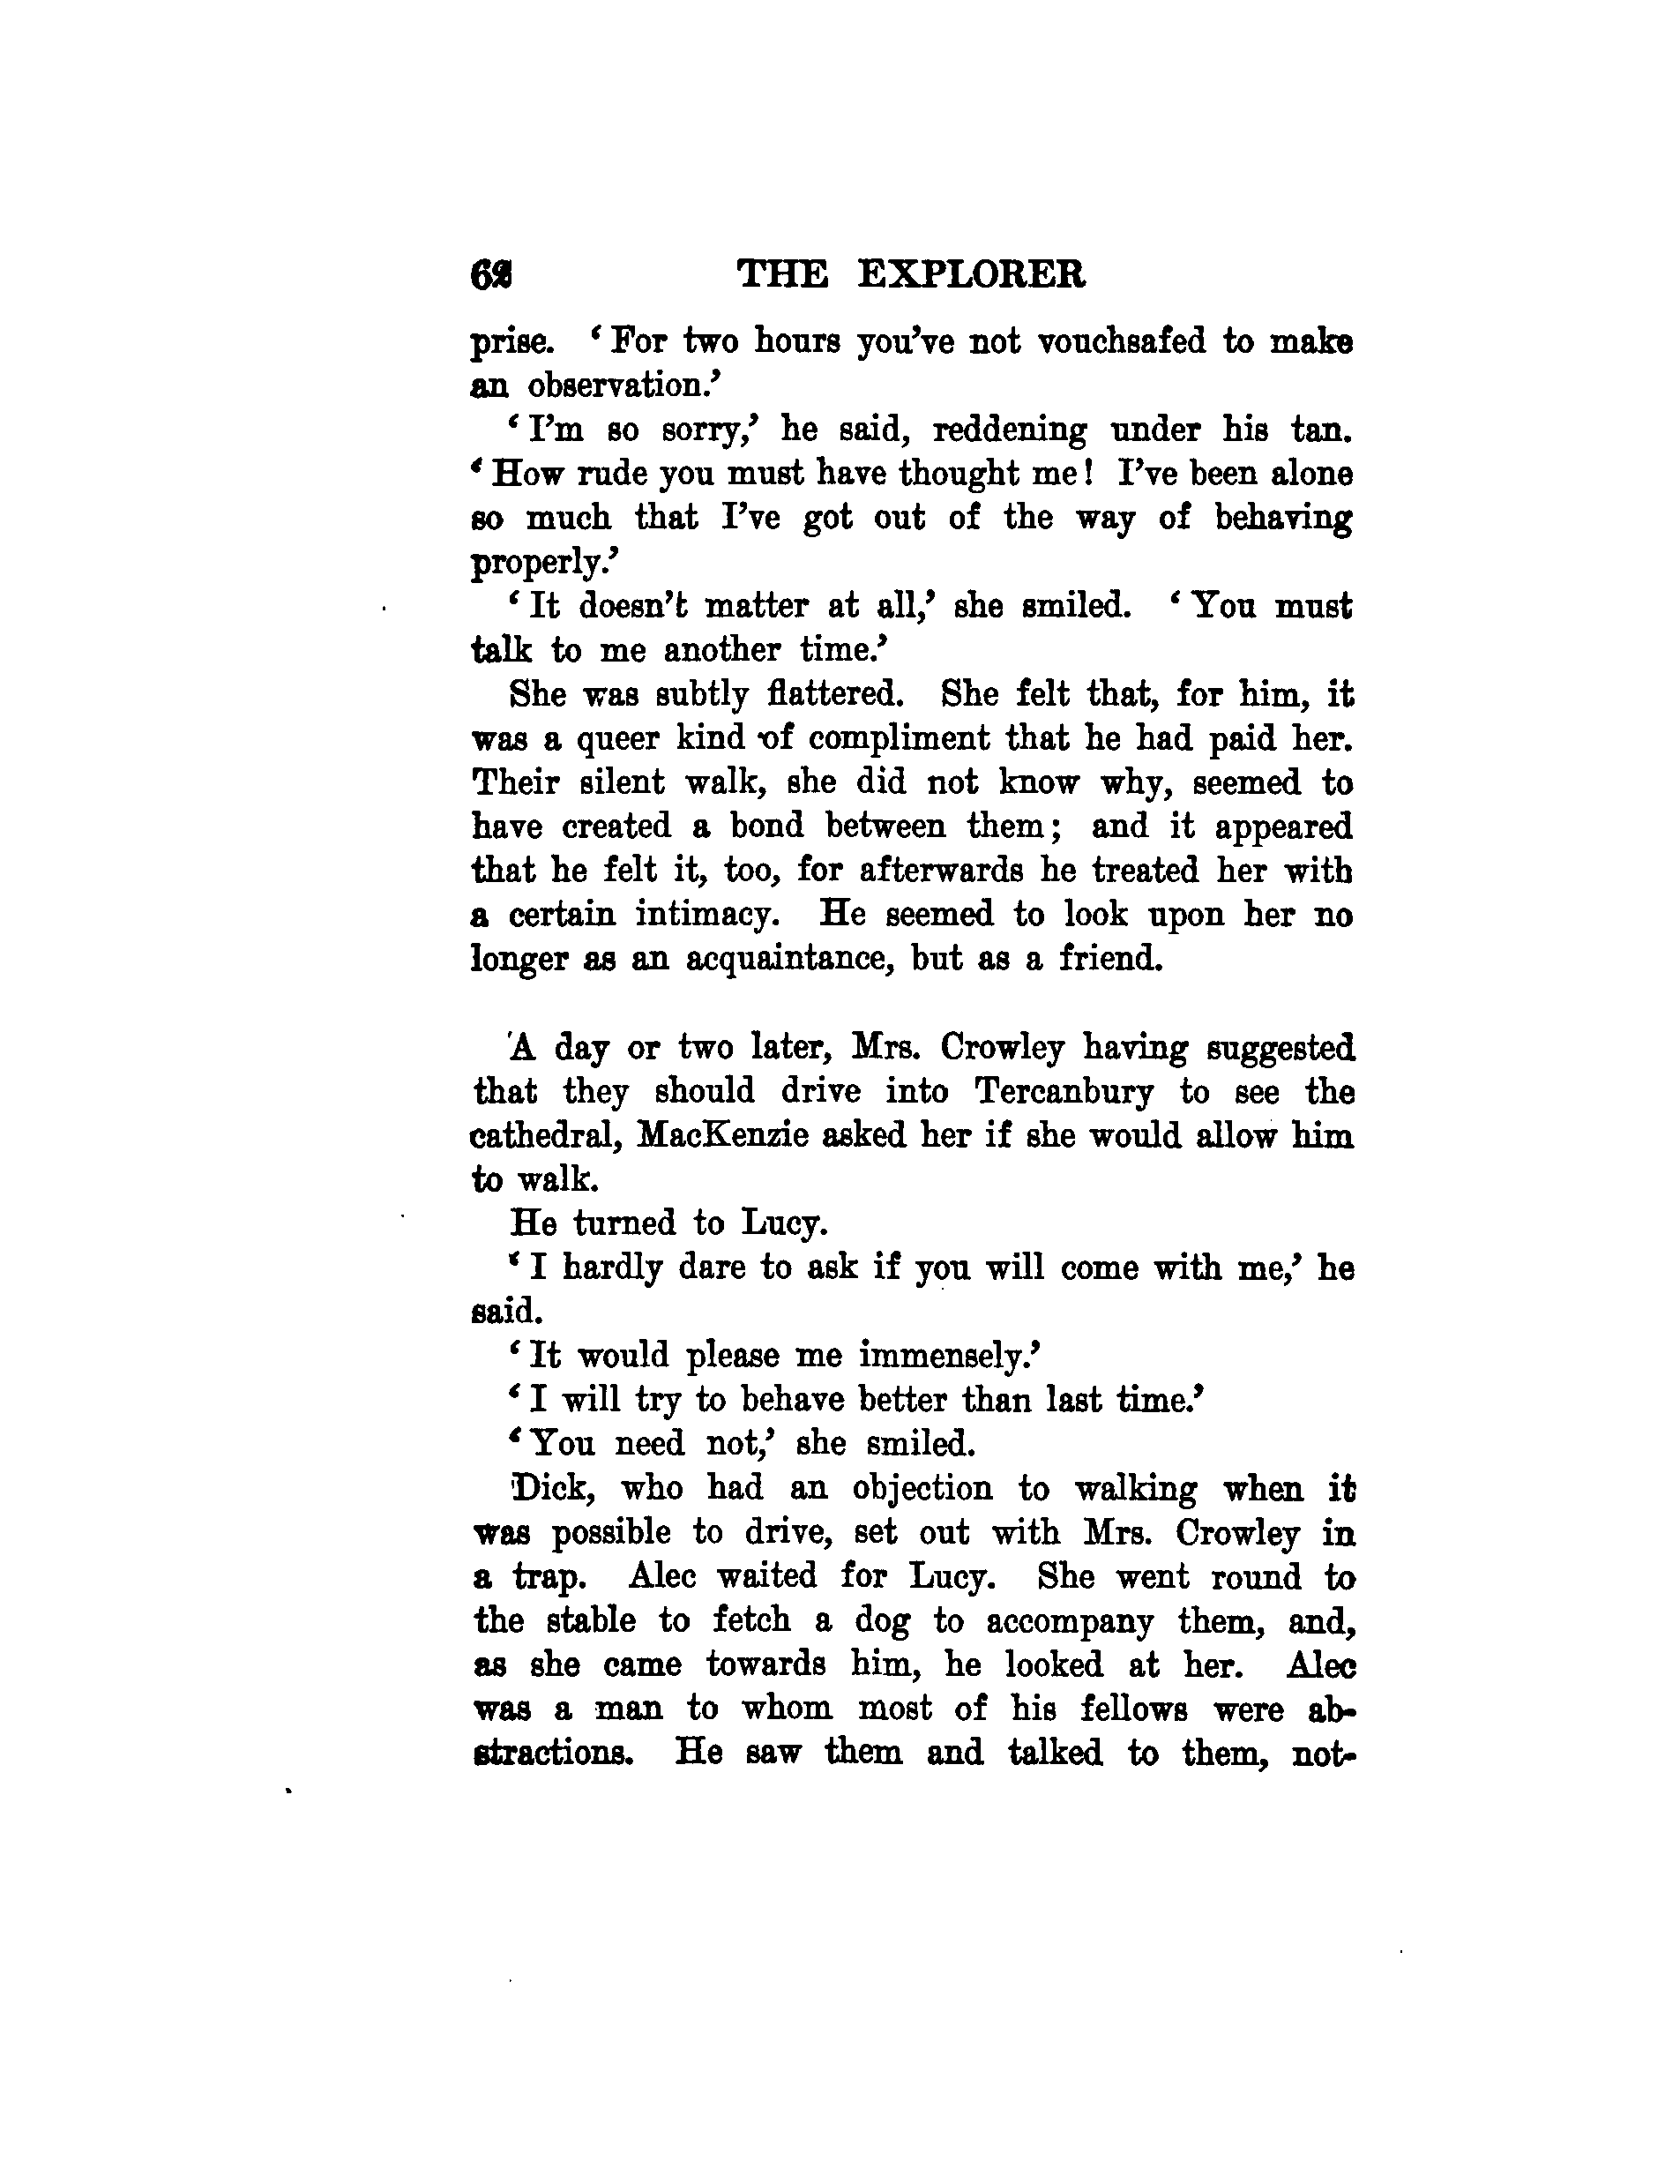 62 THE EXPLORER
prise. ‘For two hours you’ve not vouchsafed to make
an observation.’
‘I’m so sorry,’ he said, reddening under his tan.
‘How rude you must have thought me! I’ve been alone
so much that I’ve got out of the way of behaving
properly.’
‘It doesn’t matter at all,’ she smiled. ‘You must
talk to me another time.’
She was subtly flattered. She felt that, for him, it
was a queer kind of compliment that he had paid her.
Their silent walk, she did not know why, seemed to
have created a bond between them; and it appeared
that he felt it, too, for afterwards he treated her with
a certain intimacy. He seemed to look upon her no
longer as an acquaintance, but as a friend.
A day or two later, Mrs. Crowley having suggested
that they should drive into Tercanbury to see the
cathedral, MacKenzie asked her if she would allow him
to walk.
He turned to Lucy.
‘I hardly dare to ask if you will come with me,’ he
said.
‘It would please me immensely.’
‘I will try to behave better than last time.’
‘You need not,’ she smiled.
Dick, who had an objection to walking when it
was possible to drive, set out with Mrs. Crowley in
a trap. Alec waited for Lucy. She went round to
the stable to fetch a dog to accompany them, and,
as she came towards him, he looked at her. Alec
was a man to whom most of his fellows were ab-
stractions. He saw them and talked to them, not-